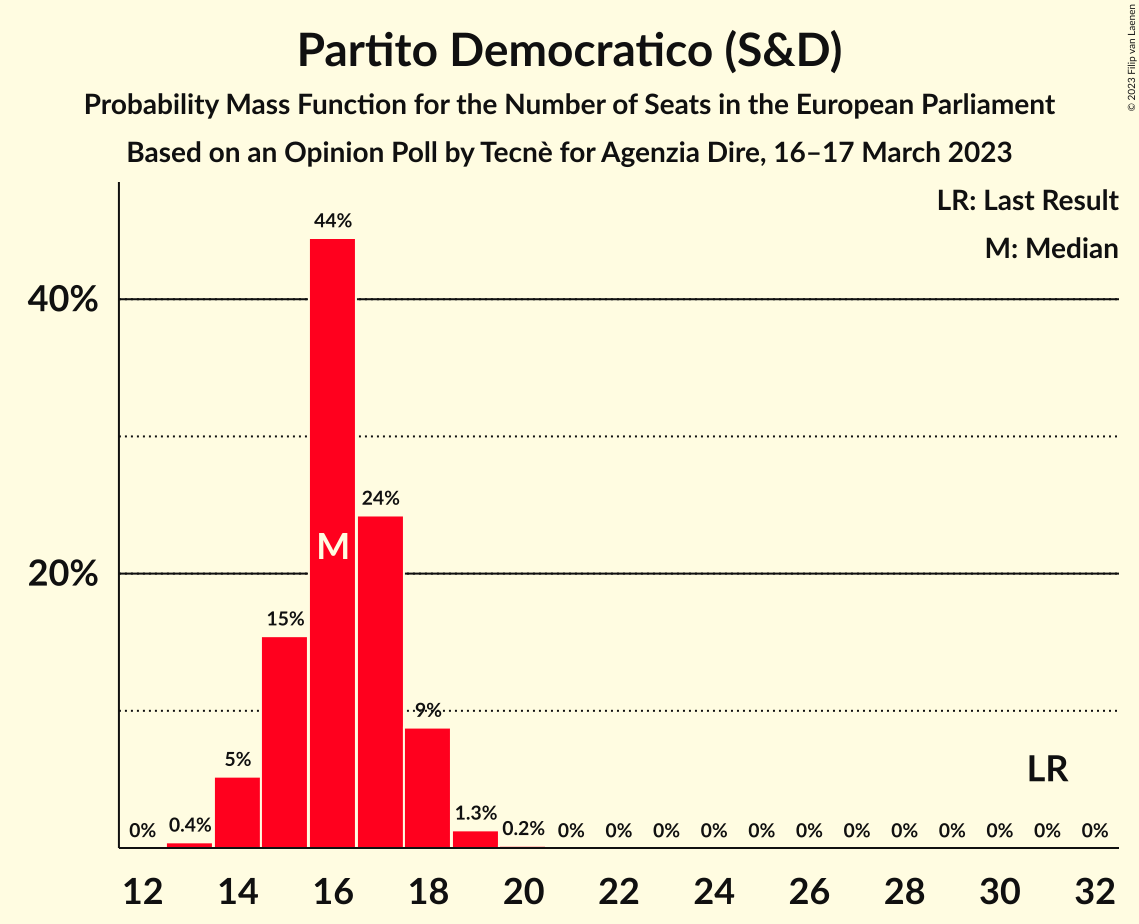 Partito Democratico (S&D)
Probability Mass Function for the Number of Seats in the European Parliament
Based on an Opinion Poll by Tecnè for Agenzia Dire, 16–17 March 2023
© 2023 Filip van Laenen
LR: Last Result
M: Median
40%
20%
44%
M
24%
15%
9%
5%
LR
0% 0.4% 1.3% 0.2% 0% 0% 0% 0% 0% 0% 0% 0% 0% 0% 0% 0%
12 14 16 18 20 22 24 26 28 30 32